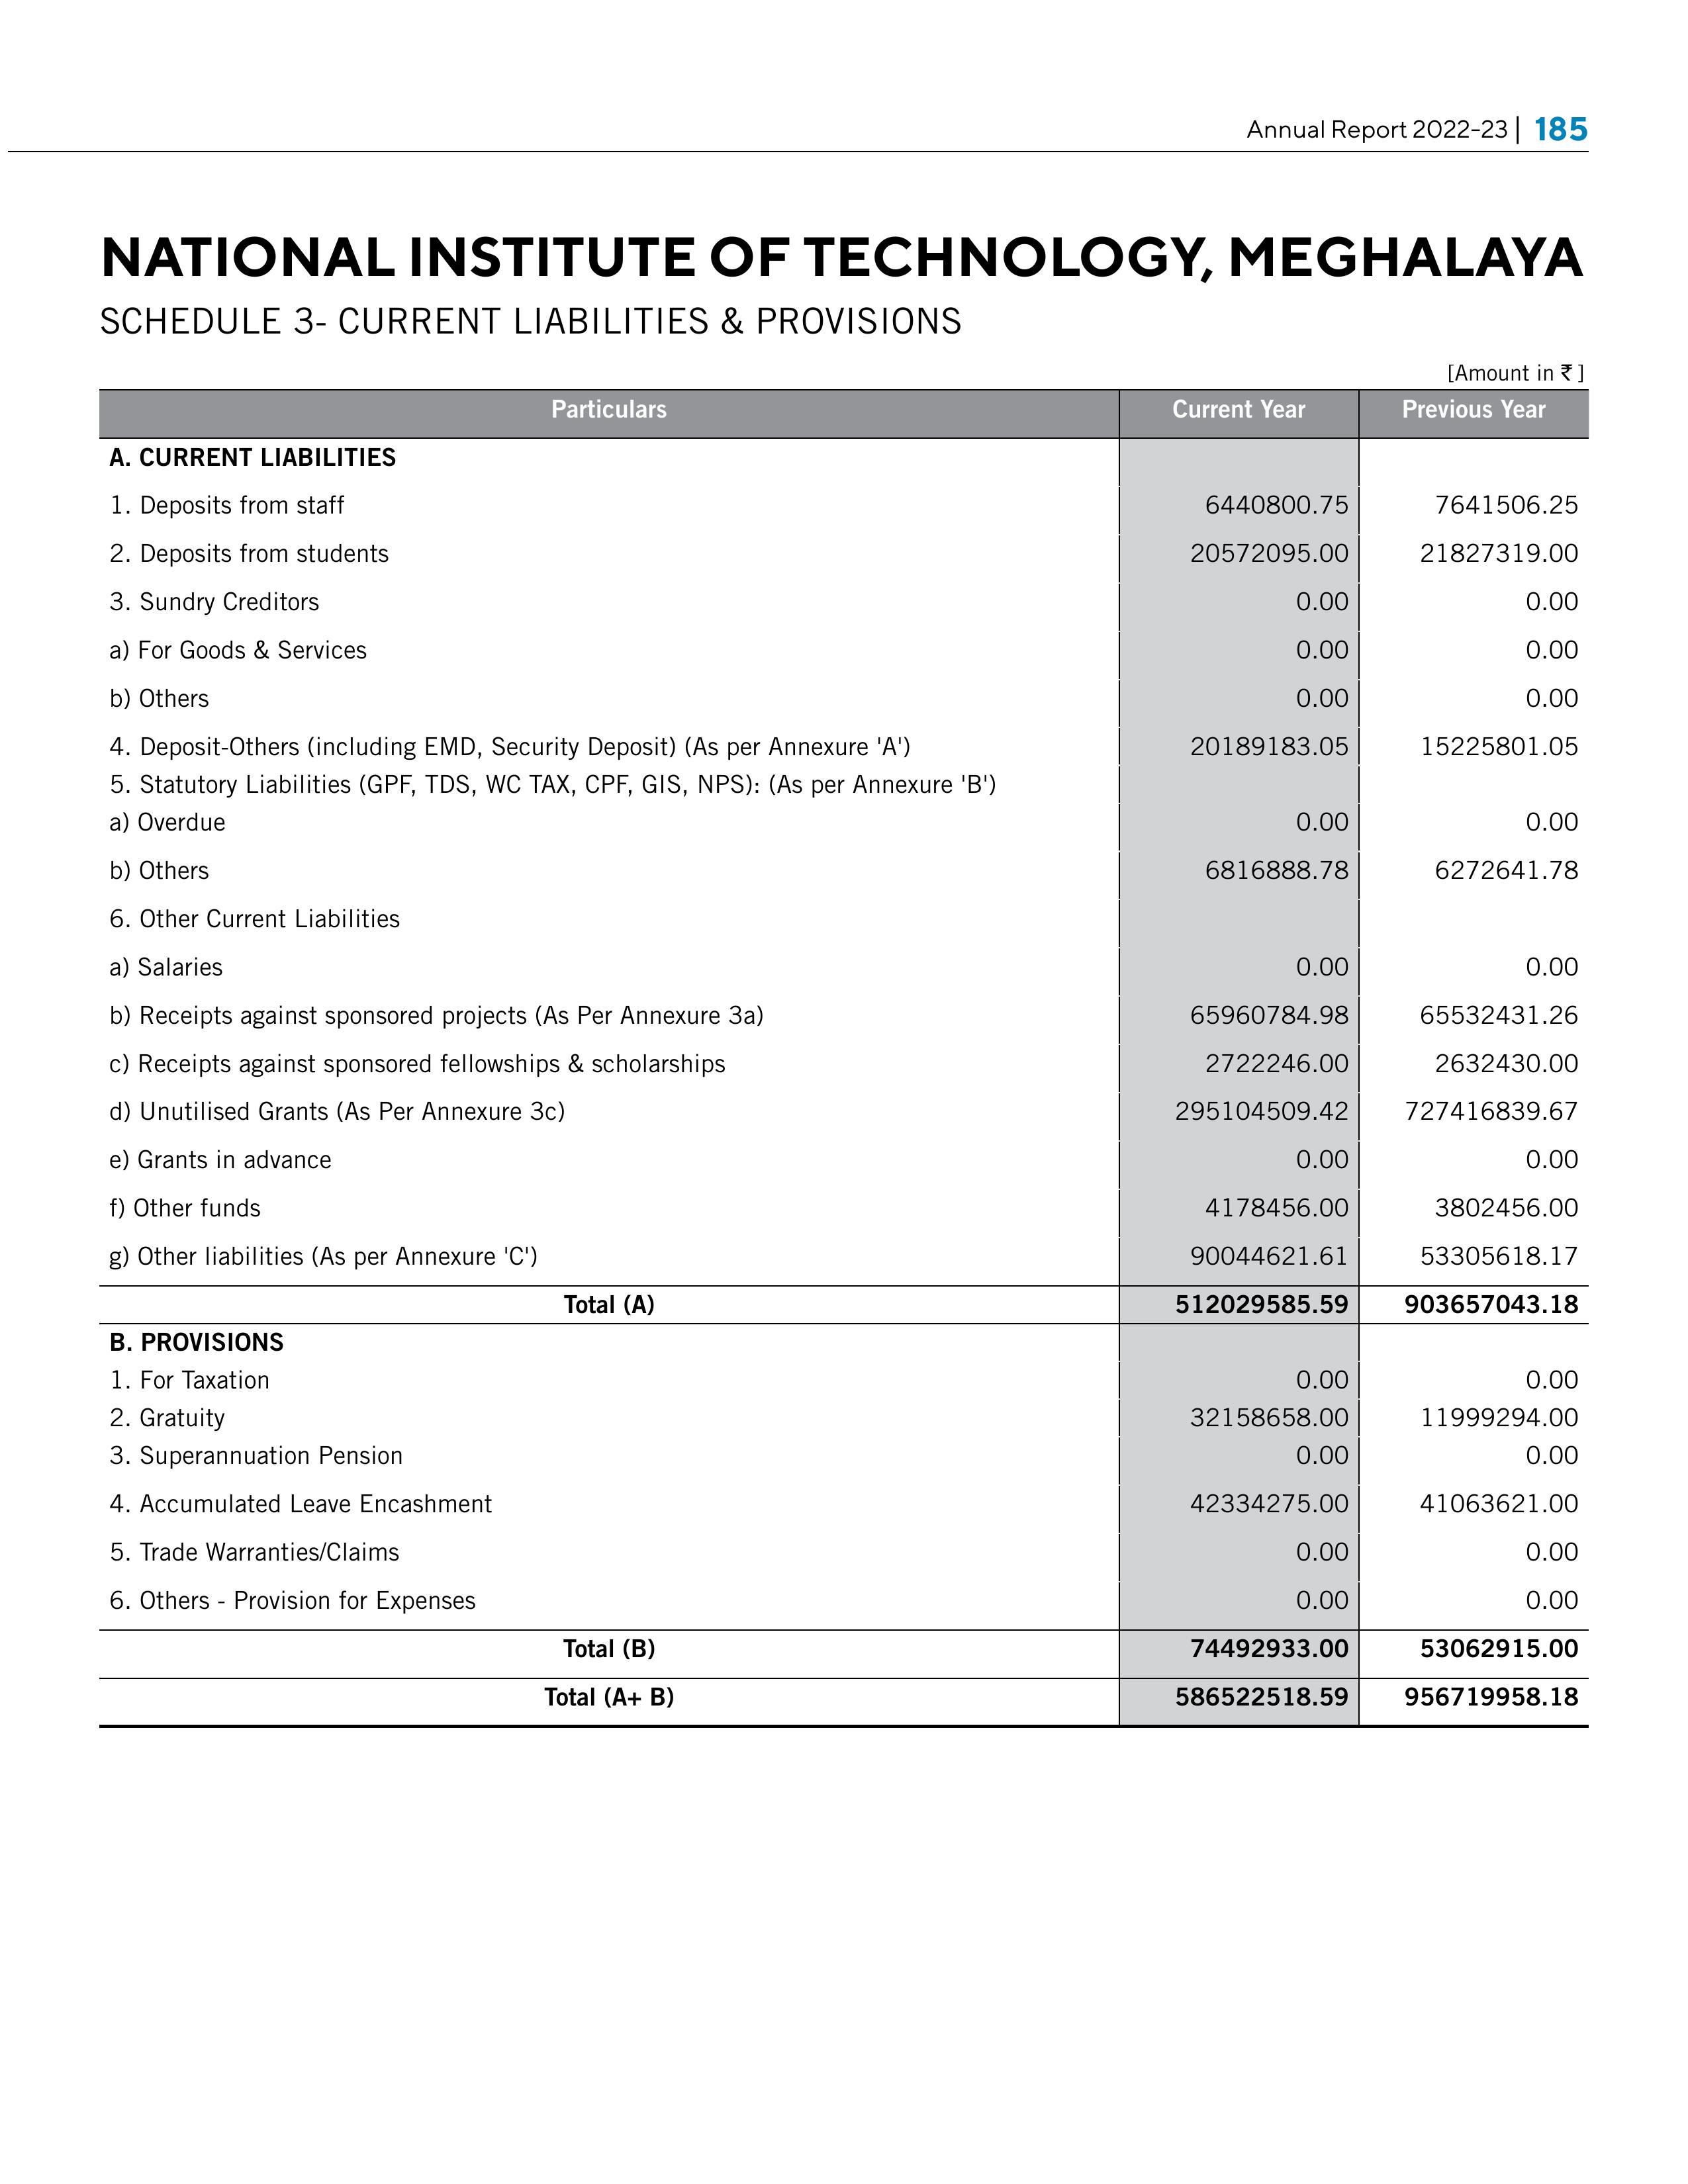 Annual Report 2022-23 | 185
NATIONAL INSTITUTE OF TECHNOLOGY, MEGHALAYA
SCHEDULE 3- CURRENT LIABILITIES & PROVISIONS
[Amount in ₹ ]
Particulars Current Year Previous Year
A. CURRENT LIABILITIES
1. Deposits from staff 6440800.75 7641506.25
2. Deposits from students 20572095.00 21827319.00
3. Sundry Creditors 0.00 0.00
a) For Goods & Services 0.00 0.00
b) Others 0.00 0.00
4. Deposit-Others (including EMD, Security Deposit) (As per Annexure 'A') 20189183.05 15225801.05
5. Statutory Liabilities (GPF, TDS, WC TAX, CPF, GIS, NPS): (As per Annexure 'B')
a) Overdue 0.00 0.00
b) Others 6816888.78 6272641.78
6. Other Current Liabilities
a) Salaries 0.00 0.00
b) Receipts against sponsored projects (As Per Annexure 3a) 65960784.98 65532431.26
c) Receipts against sponsored fellowships & scholarships 2722246.00 2632430.00
d) Unutilised Grants (As Per Annexure 3c) 295104509.42 727416839.67
e) Grants in advance 0.00 0.00
f) Other funds 4178456.00 3802456.00
g) Other liabilities (As per Annexure 'C') 90044621.61 53305618.17
Total (A) 512029585.59 903657043.18
B. PROVISIONS
1. For Taxation 0.00 0.00
2. Gratuity 32158658.00 11999294.00
3. Superannuation Pension 0.00 0.00
4. Accumulated Leave Encashment 42334275.00 41063621.00
5. Trade Warranties/Claims 0.00 0.00
6. Others - Provision for Expenses 0.00 0.00
Total (B) 74492933.00 53062915.00
Total (A+ B) 586522518.59 956719958.18